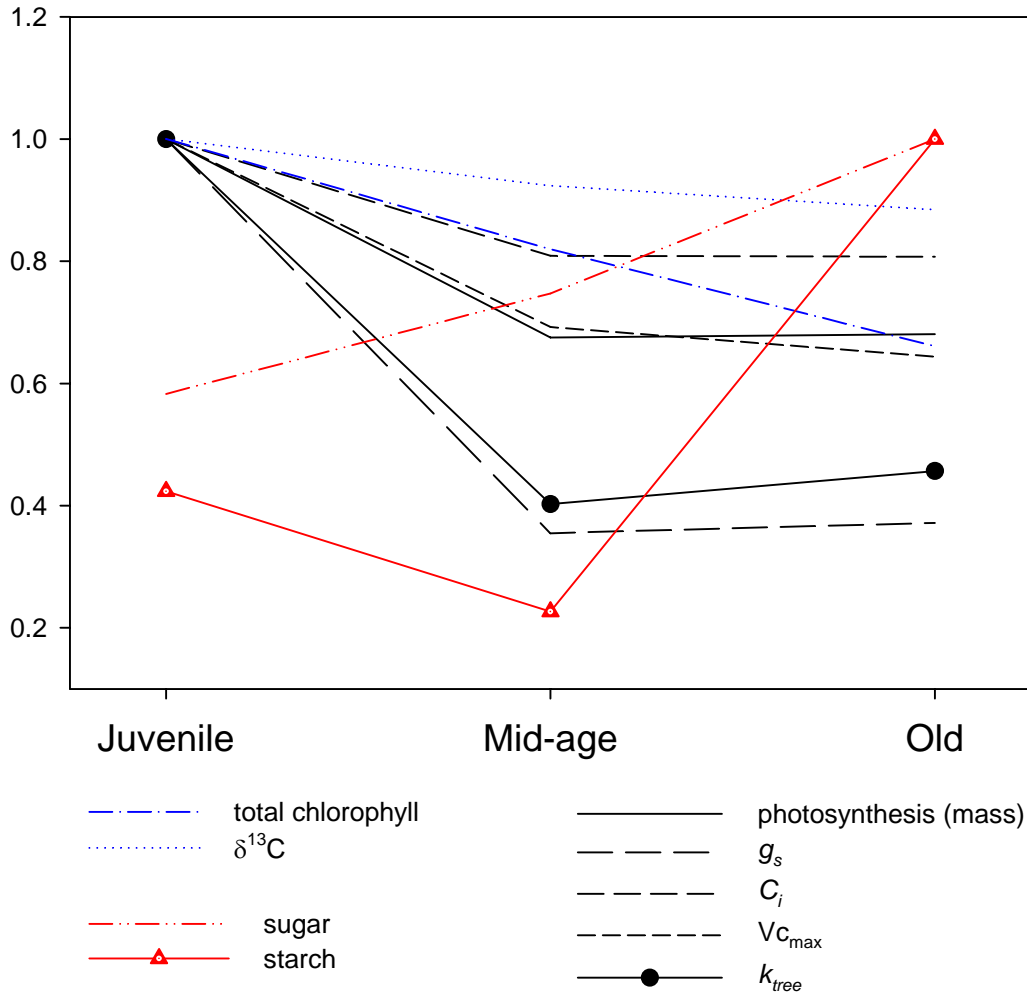 1.2
1.0
0.8
0.6
0.4
0.2
Juvenile Mid-age Old
total chlorophyll
δ¹³C
sugar
starch
photosynthesis (mass)
gₛ
Cᵢ
Vcmax
ktree